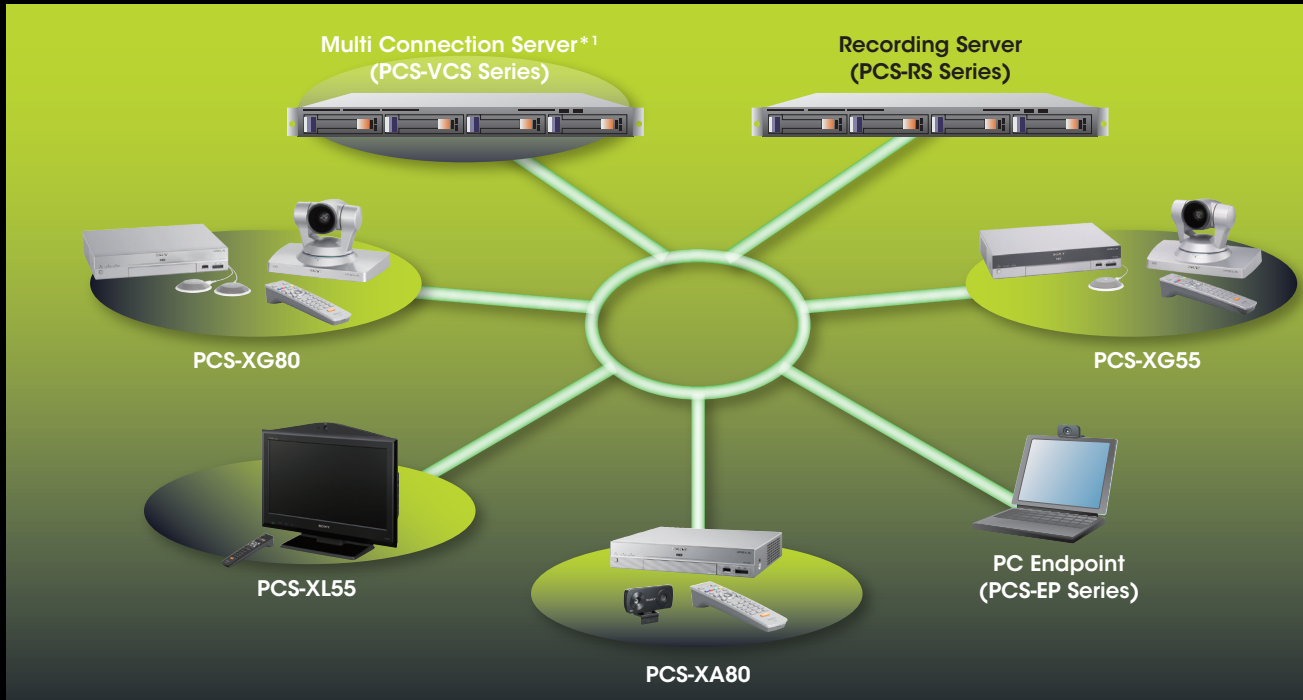 Multi Connection Server*1
(PCS-VCS Series)
Recording Server
(PCS-RS Series)
PCS-XG80
PCS-XG55
PCS-XL55
PC Endpoint
(PCS-EP Series)
PCS-XA80